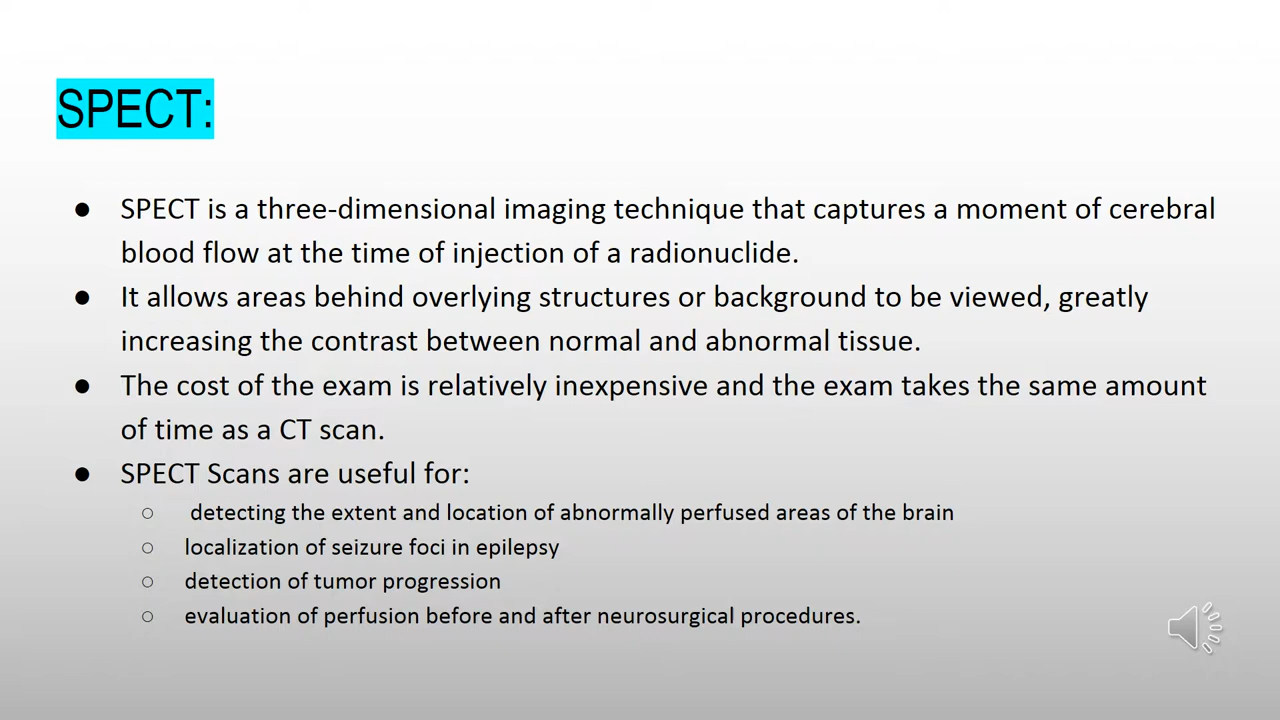 SPECT:
● SPECT is a three-dimensional imaging technique that captures a moment of cerebral
blood flow at the time of injection of a radionuclide.
● It allows areas behind overlying structures or background to be viewed, greatly
increasing the contrast between normal and abnormal tissue.
● The cost of the exam is relatively inexpensive and the exam takes the same amount
of time as a CT scan.
● SPECT Scans are useful for:
○ detecting the extent and location of abnormally perfused areas of the brain
○ localization of seizure foci in epilepsy
○ detection of tumor progression
○ evaluation of perfusion before and after neurosurgical procedures.